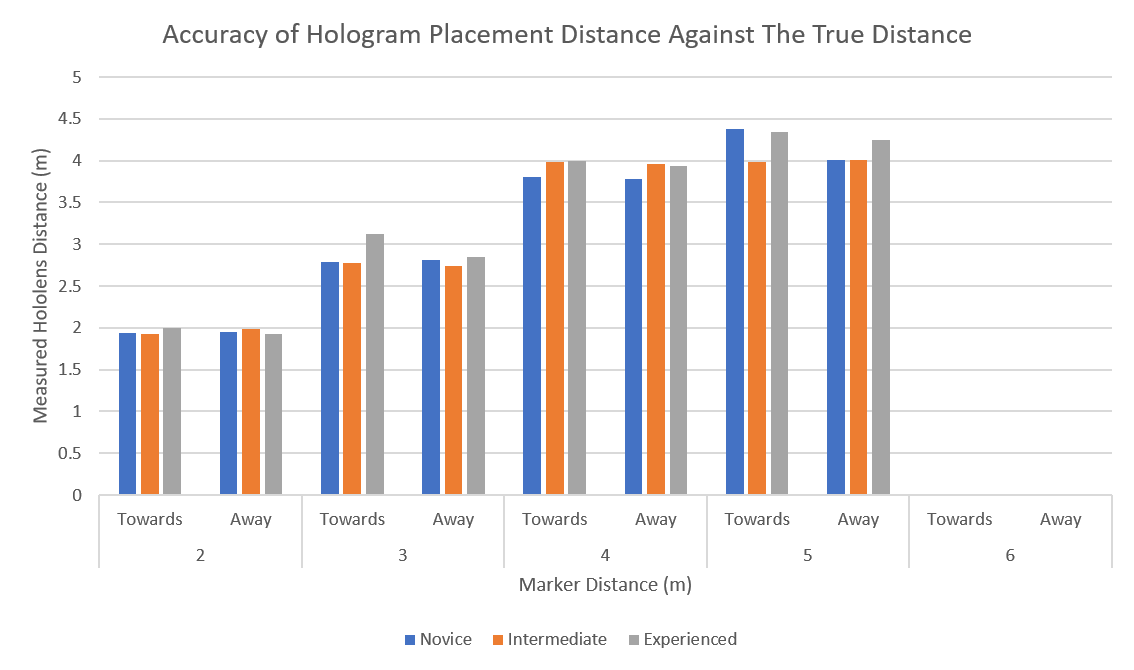 Accuracy of Hologram Placement Distance Against The True Distance
Measured Hololens Distance (m)
5
4.5
4
3.5
3
2.5
2
1.5
1
0.5
0
Towards Away Towards Away Towards Away Towards Away Towards Away
2 3 4 5 6
Marker Distance (m)
Novice Intermediate Experienced